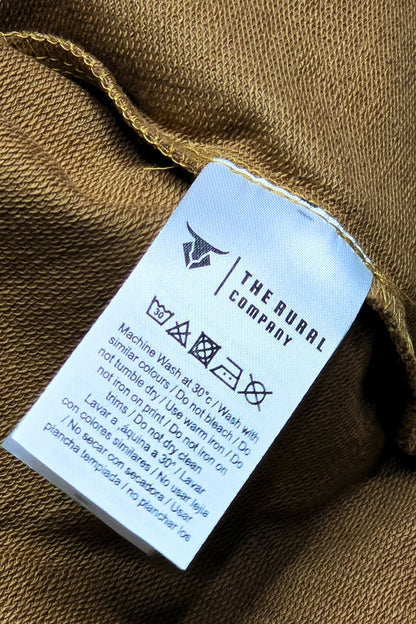 THE RURAL
COMPANY
30
Machine Wash at 30°c / Wash with
similar colours / Do not bleach / Do
not tumble dry / Use warm iron / Do
not iron on print / Do not iron on
trims / Do not dry clean
Lavar a .áquina a 30° / Lavar
con colores similares / No usar lejia
/ No secar con secadora / Usar
plancha templada / no planchar los